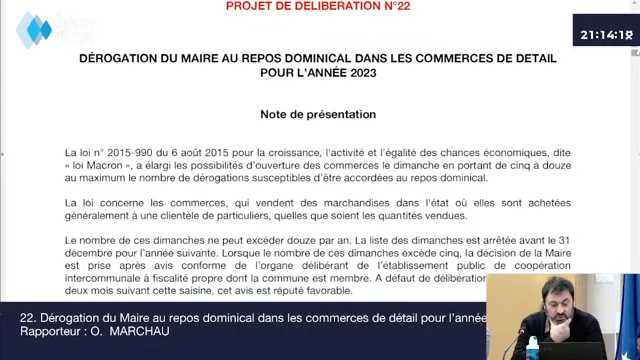 PROJET DE DELIBERATION N°22
21:14:19
DÉROGATION DU MAIRE AU REPOS DOMINICAL DANS LES COMMERCES DE DETAIL
POUR L'ANNÉE 2023
Note de présentation
La loi n° 2015-990 du 6 août 2015 pour la croissance, l'activité et l'égalité des chances économiques, dite
« loi Macron », a élargi les possibilités d'ouverture des commerces le dimanche en portant de cinq à douze
au maximum le nombre de dérogations susceptibles d'être accordées au repos dominical.
La loi concerne les commerces, qui vendent des marchandises dans l'état où elles sont achetées
généralement à une clientèle de particuliers, quelles que soient les quantités vendues.
Le nombre de ces dimanches ne peut excéder douze par an. La liste des dimanches est arrêtée avant le 31
décembre pour l'année suivante. Lorsque le nombre de ces dimanches excède cinq, la décision de la Maire
est prise après avis conforme de l'organe délibérant de l'établissement public de coopération
intercommunale à fiscalité propre dont la commune est membre. A défaut de délibération
deux mois suivant cette saisine, cet avis est réputé favorable.
22. Dérogation du Maire au repos dominical dans les commerces de détail pour l'année
Rapporteur : O. MARCHAU